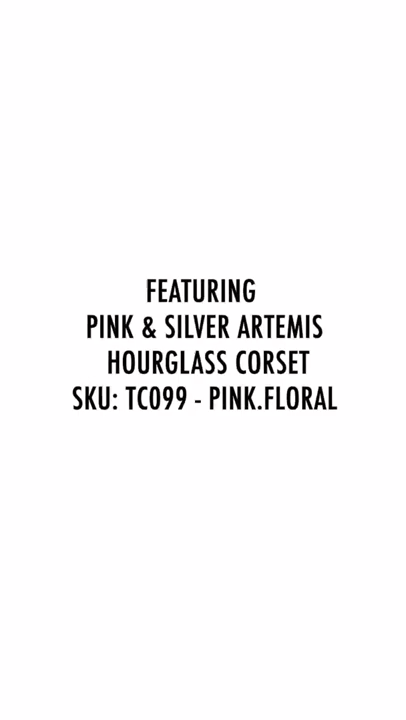 FEATURING
PINK & SILVER ARTEMIS
HOURGLASS CORSET
SKU: TC099 - PINK.FLORAL